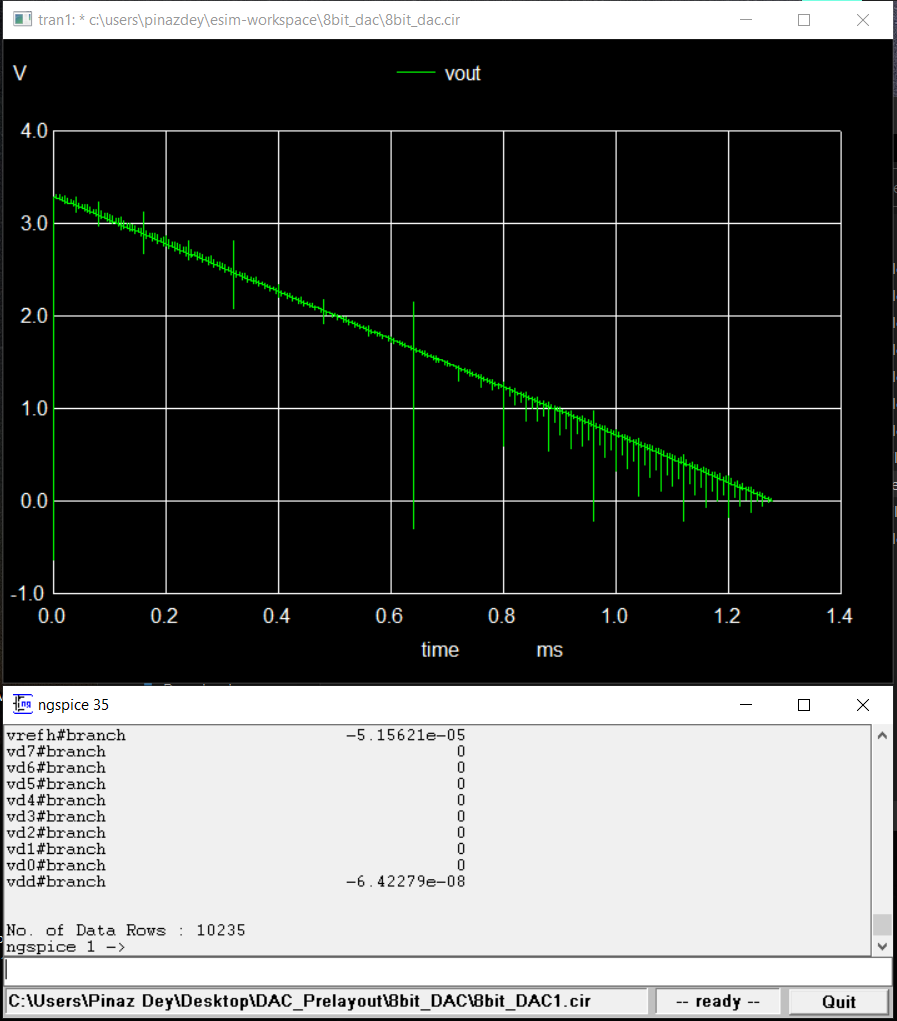 tran1: * c:\users\pinazdey\esim-workspace\8bit_dac\8bit_dac.cir
V
vout
4.0
3.0
2.0
1.0
0.0
-1.0
0.0 0.2 0.4 0.6 0.8 1.0 1.2 1.4
time ms
ngspice 35
vrefh#branch -5.15621e-05
vd7#branch 0
vd6#branch 0
vd5#branch 0
vd4#branch 0
vd3#branch 0
vd2#branch 0
vd1#branch 0
vd0#branch 0
vdd#branch -6.42279e-08
No. of Data Rows : 10235
ngspice 1 ->
C:\Users\Pinaz Dey\Desktop\DAC_Prelayout\8bit_DAC\8bit_DAC1.cir -- ready -- Quit